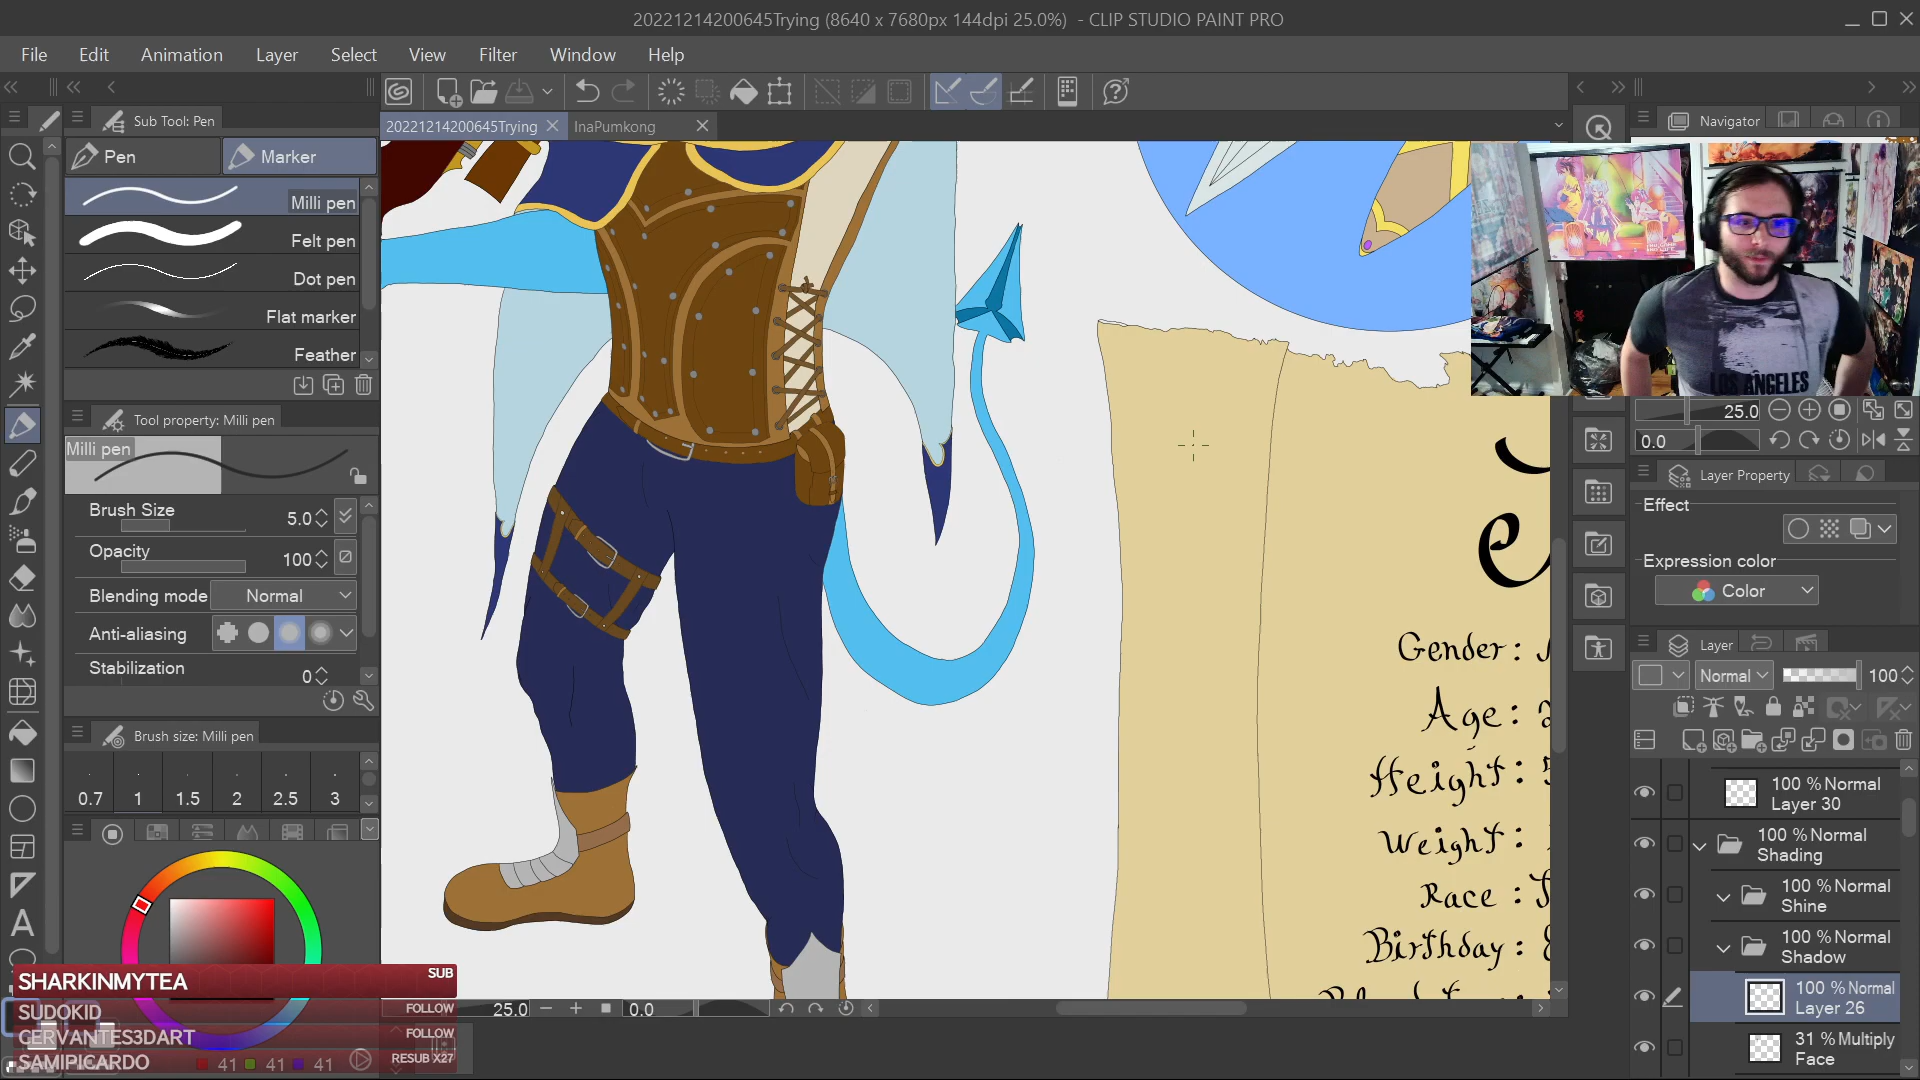 20221214200645Trying (8640 x 7680px 144dpi 25.0%) - CLIP STUDIO PAINT PRO
File Edit Animation Layer Select View Filter Window Help
Sub Tool: Pen
20221214200645Trying
InaPumkong
Navigator
Pen
Marker
Milli pen
Felt pen
Dot pen
Flat marker
Feather
LOS ANGELES
25.0
0.0
Tool property: Milli pen
Milli pen
Layer Property
Effect
Brush Size 5.0
Opacity 100
Expression color
Color
Blending mode Normal
Anti-aliasing
Stabilization 0
Gender :
Age :
Height :
Weight :
Race :
Birthday :
Layer
Normal 100
Brush size: Milli pen
0.7 1 1.5 2 2.5 3
100 % Normal
Layer 30
100 % Normal
Shading
100 % Normal
Shine
100 % Normal
Shadow
100 % Normal
Layer 26
31 % Multiply
Face
SHARKINMYTEA SUB
SUDOKID FOLLOW
CERVANTES3DART FOLLOW
SAMIPICARDO RESUB X27
25.0
0.0
41 41 41